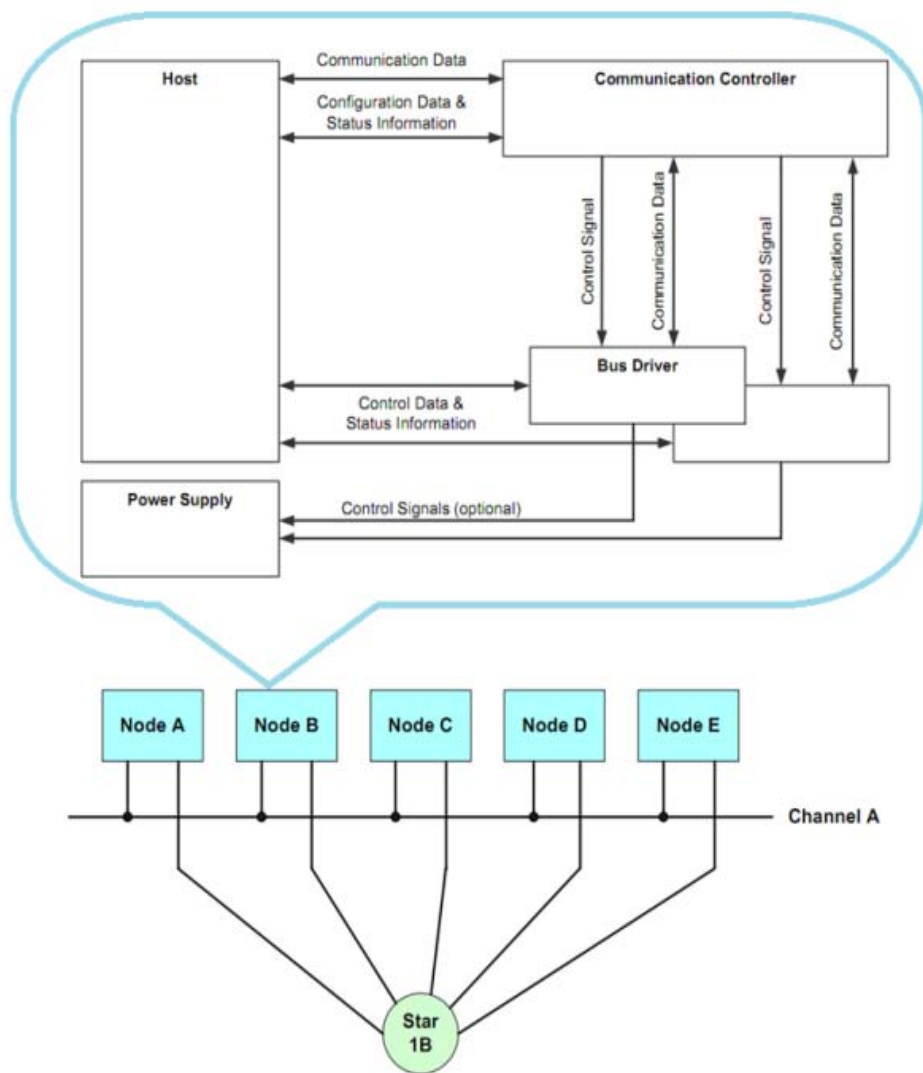 Communication Data
Host
Communication Controller
Configuration Data &
Status Information
Control Signal
Communication Data
Control Signal
Communication Data
Bus Driver
Control Data &
Status Information
Power Supply
Control Signals (optional)
Node A
Node B
Node C
Node D
Node E
Channel A
Star
1B